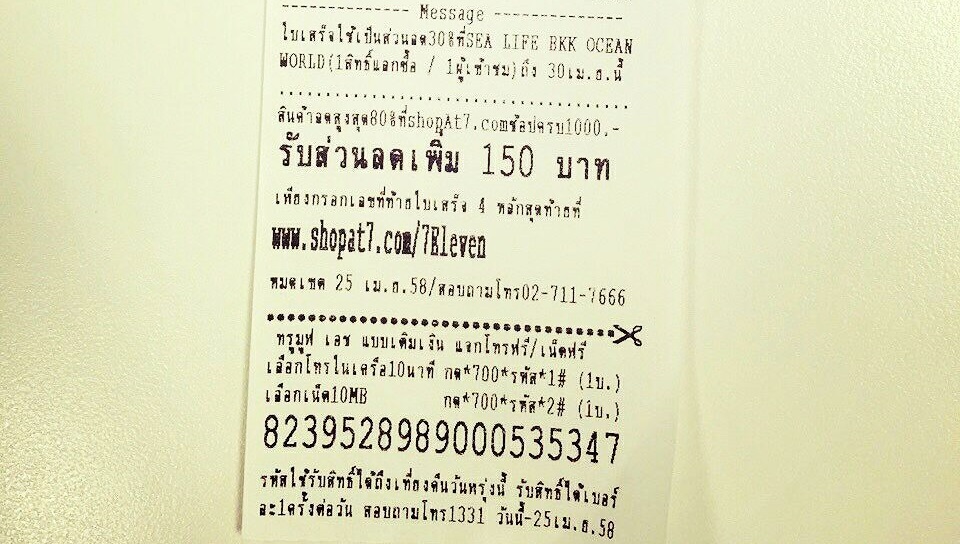 ------------- Message -------------
ใบเสร็จใช้เป็นส่วนลด30%ที่SEA LIFE BKK OCEAN
WORLD(1สิทธิ์แลกซื้อ / 1ผู้เข้าชม)ถึง 30เม.ย.นี้
สินค้าลดสูงสุด80%ที่shopAt7.comช้อปครบ1000.-
รับส่วนลดเพิ่ม 150 บาท
เพียงกรอกเลขที่ท้ายใบเสร็จ 4 หลักสุดท้ายที่
www.shopat7.com/7Eleven
หมดเขต 25 เม.ย.58/สอบถามโทร02-711-7666
ทรูมูฟ เอช แบบเติมเงิน แจกโทรฟรี/เน็ตฟรี
เลือกโทรในเครือ10นาที กด*700*รหัส*1# (1บ.)
เลือกเน็ต10MB กด*700*รหัส*2# (1บ.)
8239528989000535347
รหัสใช้รับสิทธิ์ได้ถึงเที่ยงคืนวันพรุ่งนี้ รับสิทธิ์ได้เบอร์
ละ1ครั้งต่อวัน สอบถามโทร1331 วันนี้-25เม.ย.58